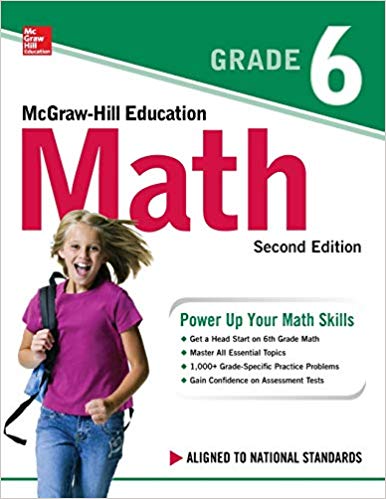 Mc
Graw
Hill
Education
GRADE 6
McGraw-Hill Education
Math
Second Edition
Power Up Your Math Skills
• Get a Head Start on 6th Grade Math
• Master All Essential Topics
• 1,000+ Grade-Specific Practice Problems
• Gain Confidence on Assessment Tests
ALIGNED TO NATIONAL STANDARDS